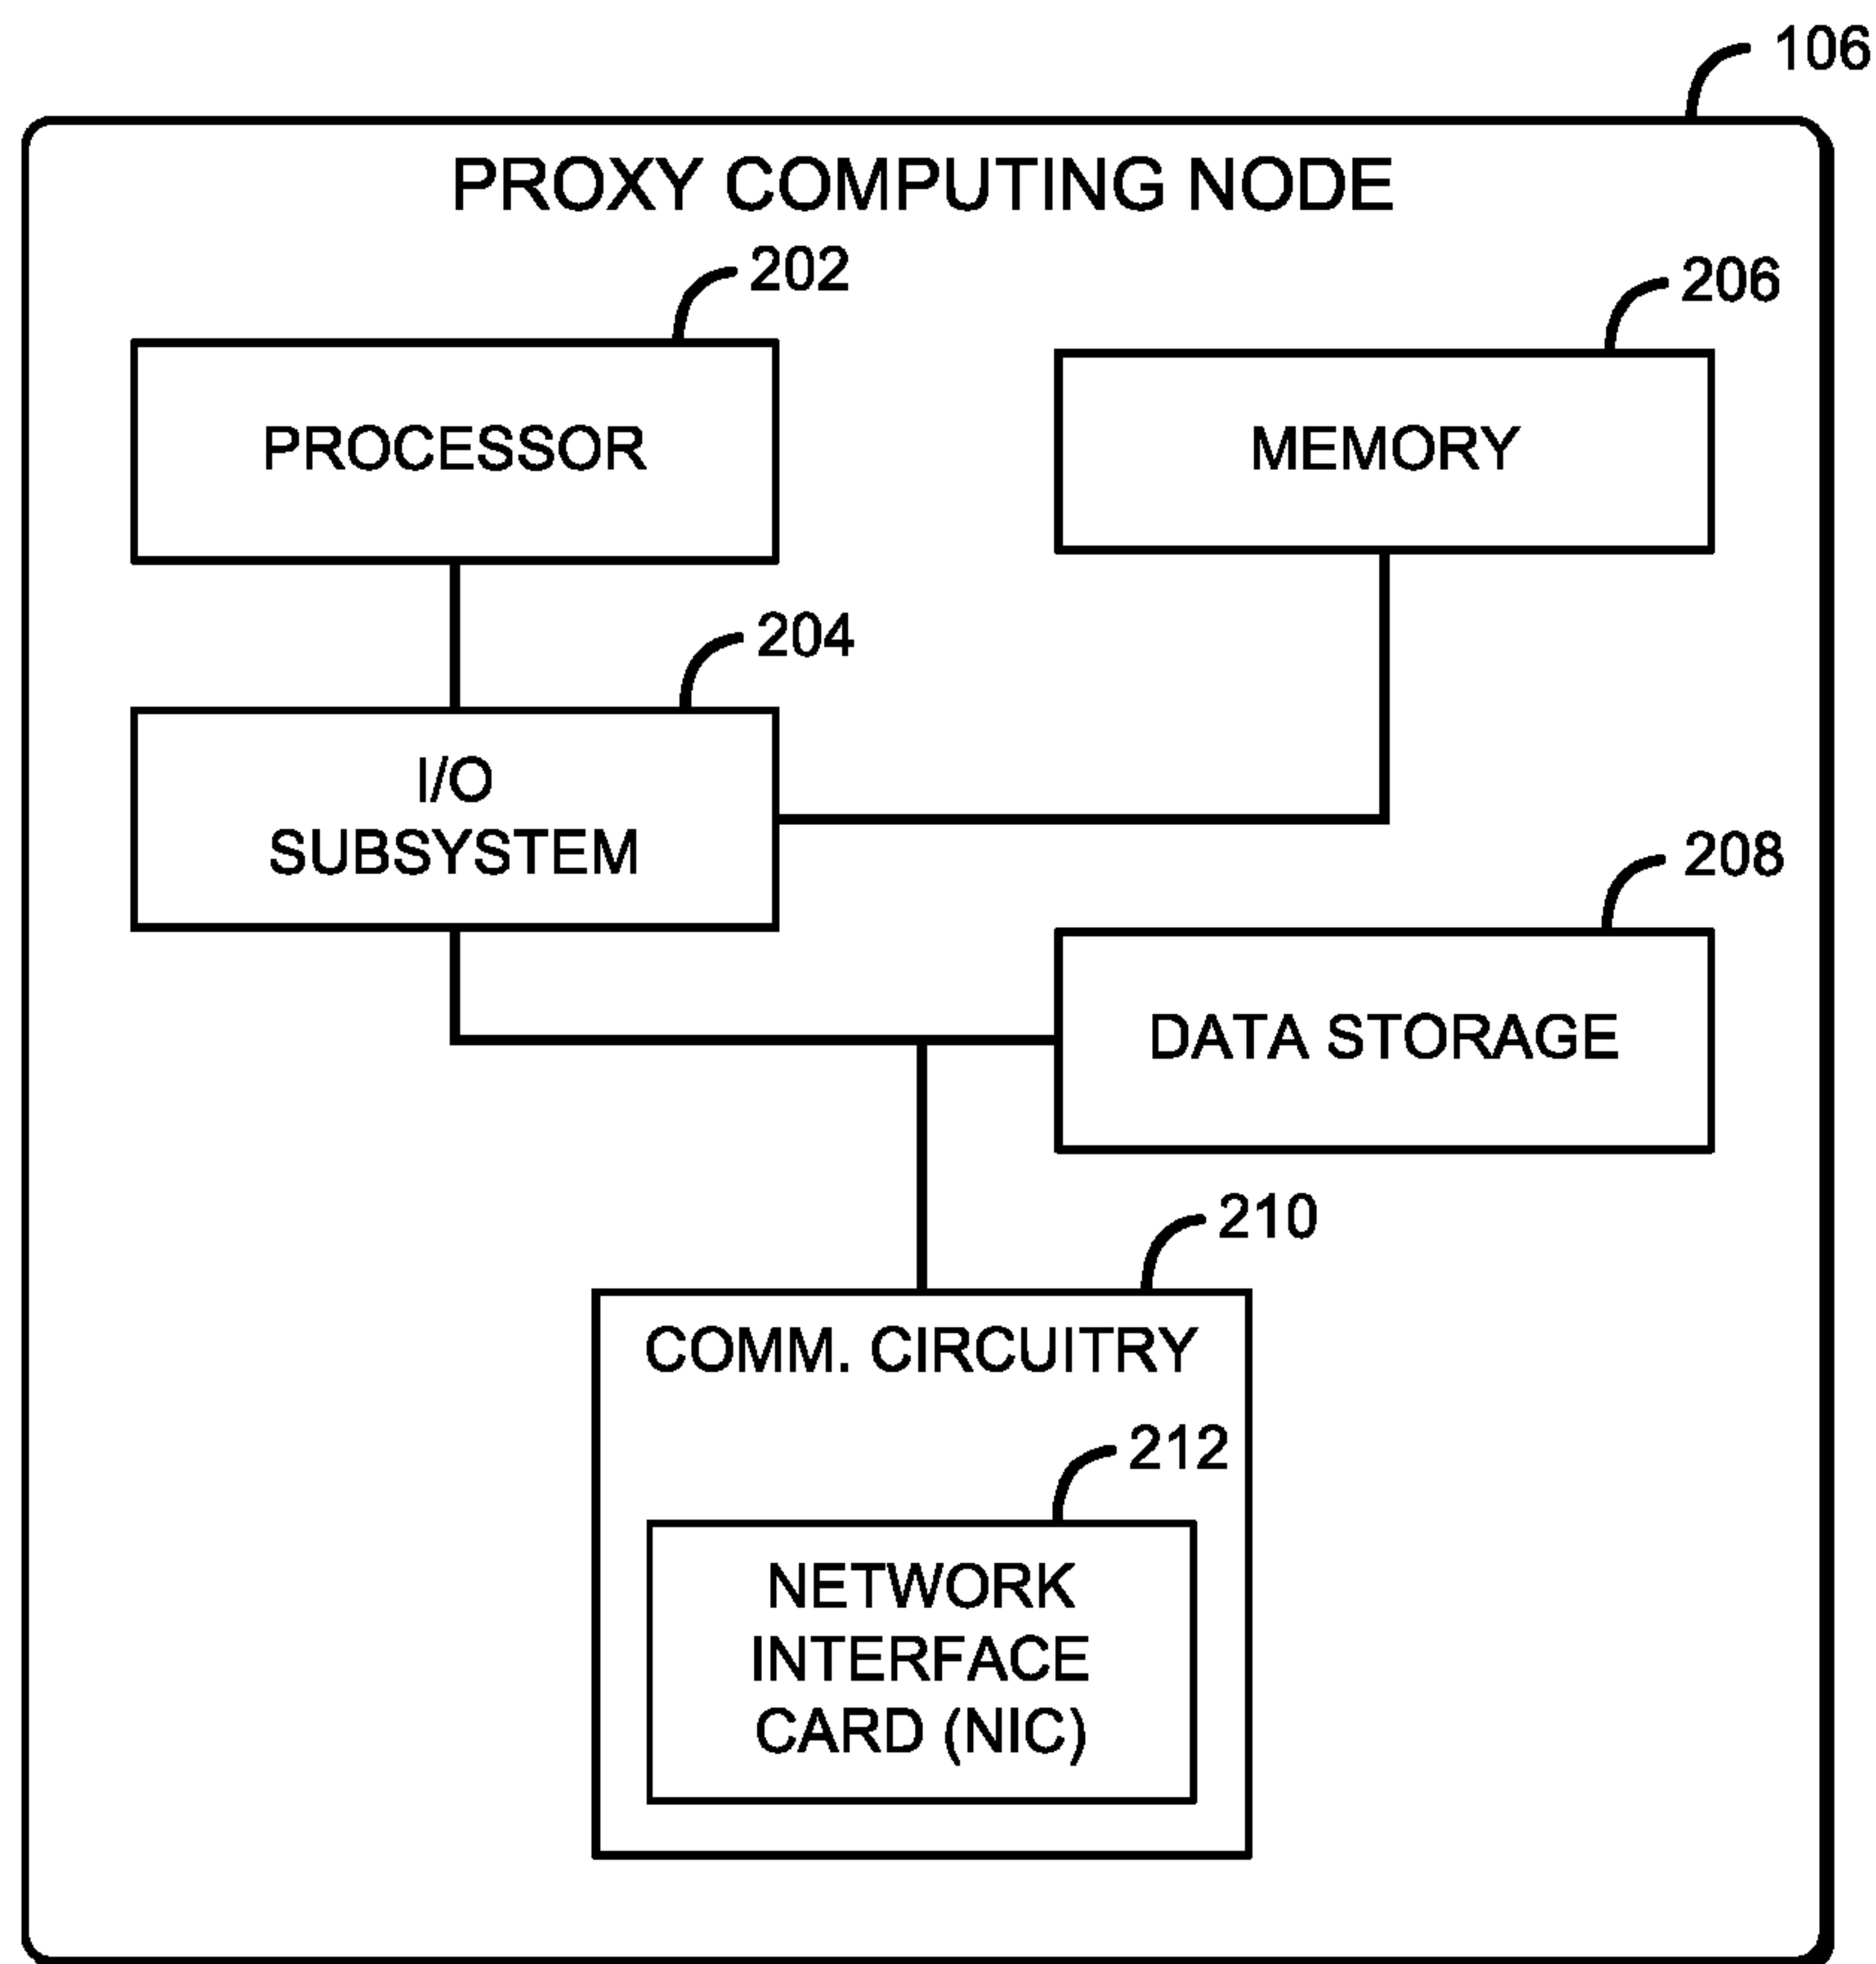 106
PROXY COMPUTING NODE
202
206
PROCESSOR
MEMORY
204
I/O
SUBSYSTEM
208
DATA STORAGE
210
COMM. CIRCUITRY
212
NETWORK
INTERFACE
CARD (NIC)